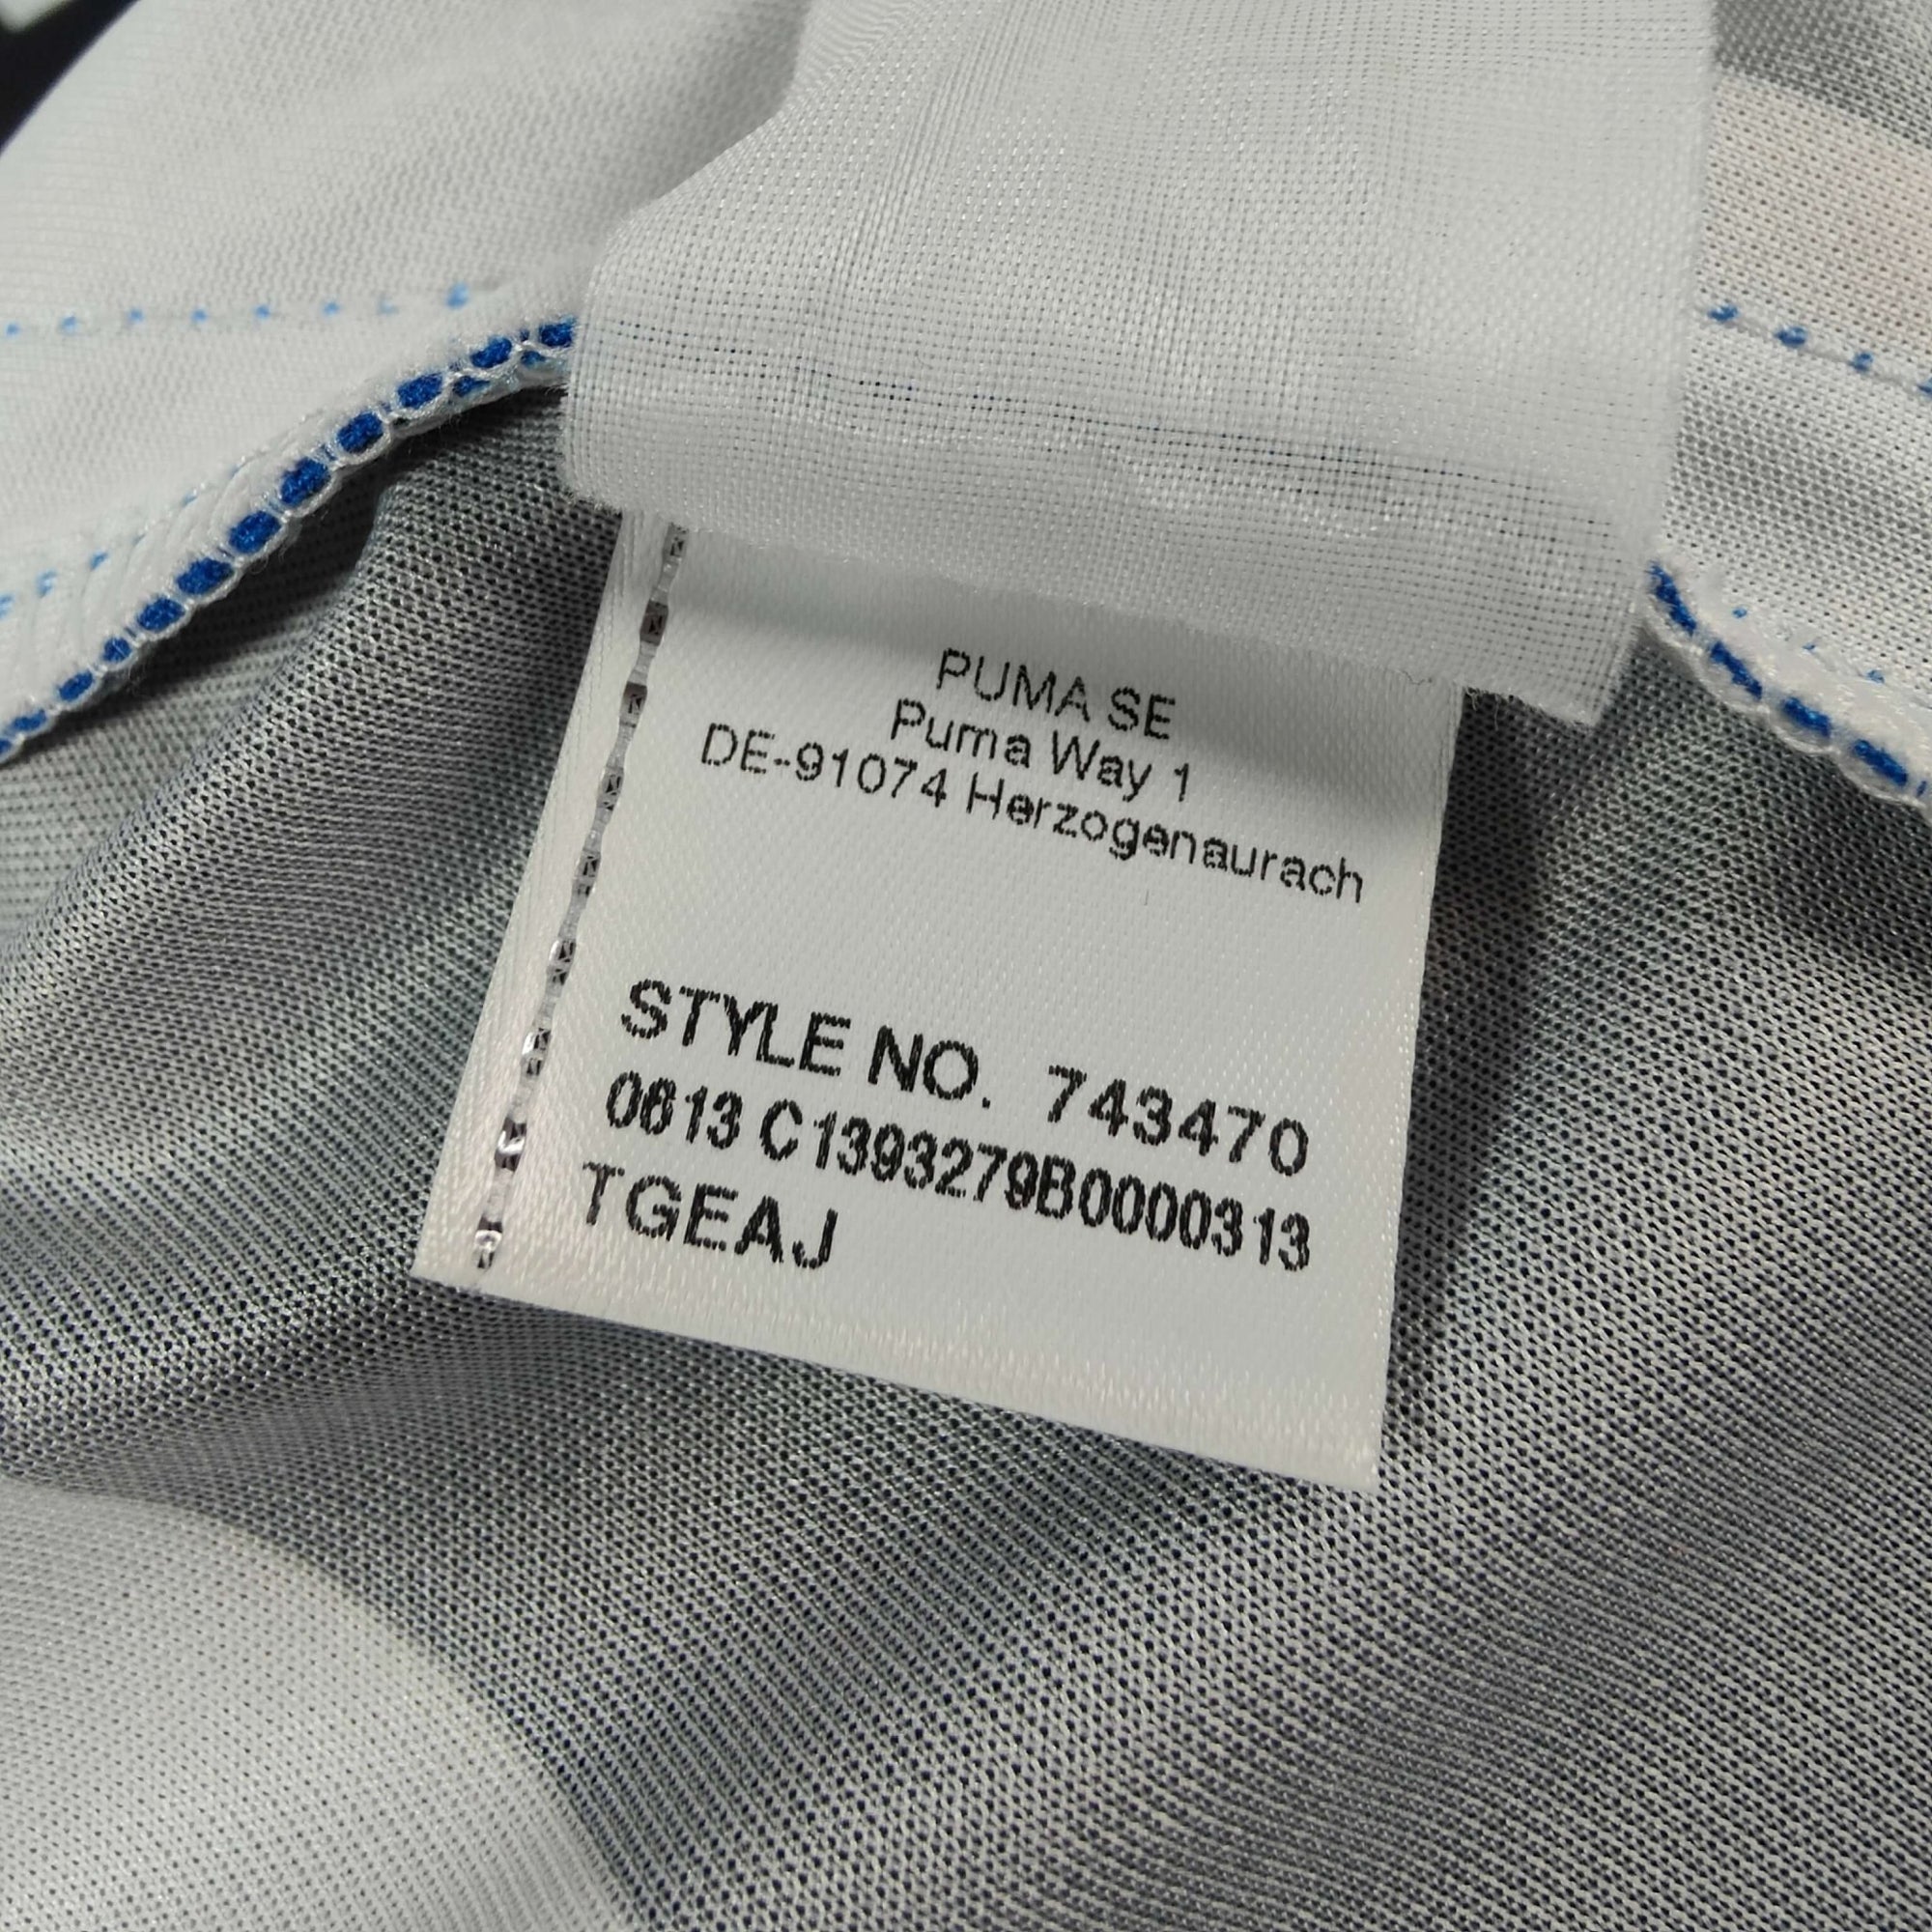 PUMA SE
Puma Way 1
DE-91074 Herzogenaurach
STYLE NO. 743470
0613 C1393279B0000313
TGEAJ